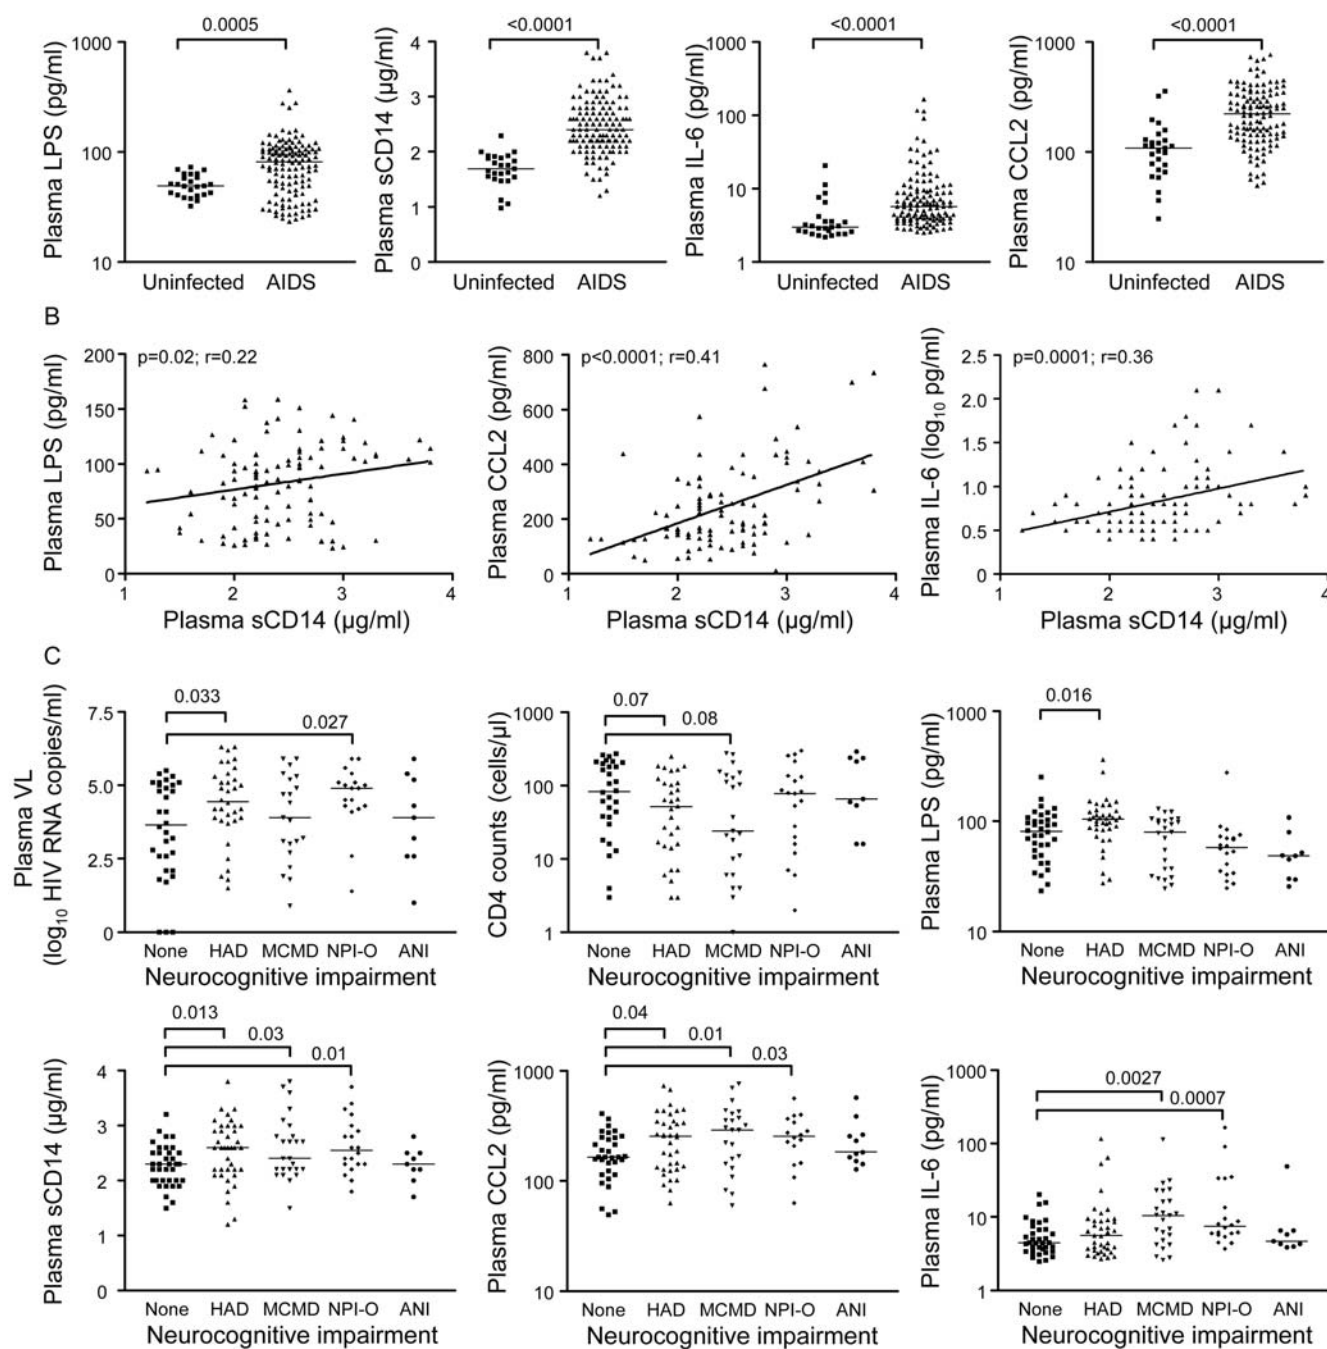 0.0005
<0.0001
<0.0001
<0.0001
Plasma LPS (pg/ml)
1000
100
10
Uninfected AIDS
Plasma sCD14 (µg/ml)
4
3
2
1
0
Uninfected AIDS
Plasma IL-6 (pg/ml)
1000
100
10
1
Uninfected AIDS
Plasma CCL2 (pg/ml)
1000
100
10
Uninfected AIDS
B
p=0.02; r=0.22
Plasma LPS (pg/ml)
200
150
100
50
0
1 2 3 4
Plasma sCD14 (µg/ml)
p<0.0001; r=0.41
Plasma CCL2 (pg/ml)
800
600
400
200
0
1 2 3 4
Plasma sCD14 (µg/ml)
p=0.0001; r=0.36
Plasma IL-6 (log10 pg/ml)
2.5
2.0
1.5
1.0
0.5
0.0
1 2 3 4
Plasma sCD14 (µg/ml)
C
0.033
0.027
Plasma VL
(log10 HIV RNA copies/ml)
7.5
5.0
2.5
0
None HAD MCMD NPI-O ANI
Neurocognitive impairment
0.07
0.08
CD4 counts (cells/µl)
1000
100
10
1
None HAD MCMD NPI-O ANI
Neurocognitive impairment
0.016
Plasma LPS (pg/ml)
1000
100
10
None HAD MCMD NPI-O ANI
Neurocognitive impairment
0.013
0.03
0.01
Plasma sCD14 (µg/ml)
4
3
2
1
0
None HAD MCMD NPI-O ANI
Neurocognitive impairment
0.04
0.01
0.03
Plasma CCL2 (pg/ml)
1000
100
10
None HAD MCMD NPI-O ANI
Neurocognitive impairment
0.0027
0.0007
Plasma IL-6 (pg/ml)
1000
100
10
1
None HAD MCMD NPI-O ANI
Neurocognitive impairment